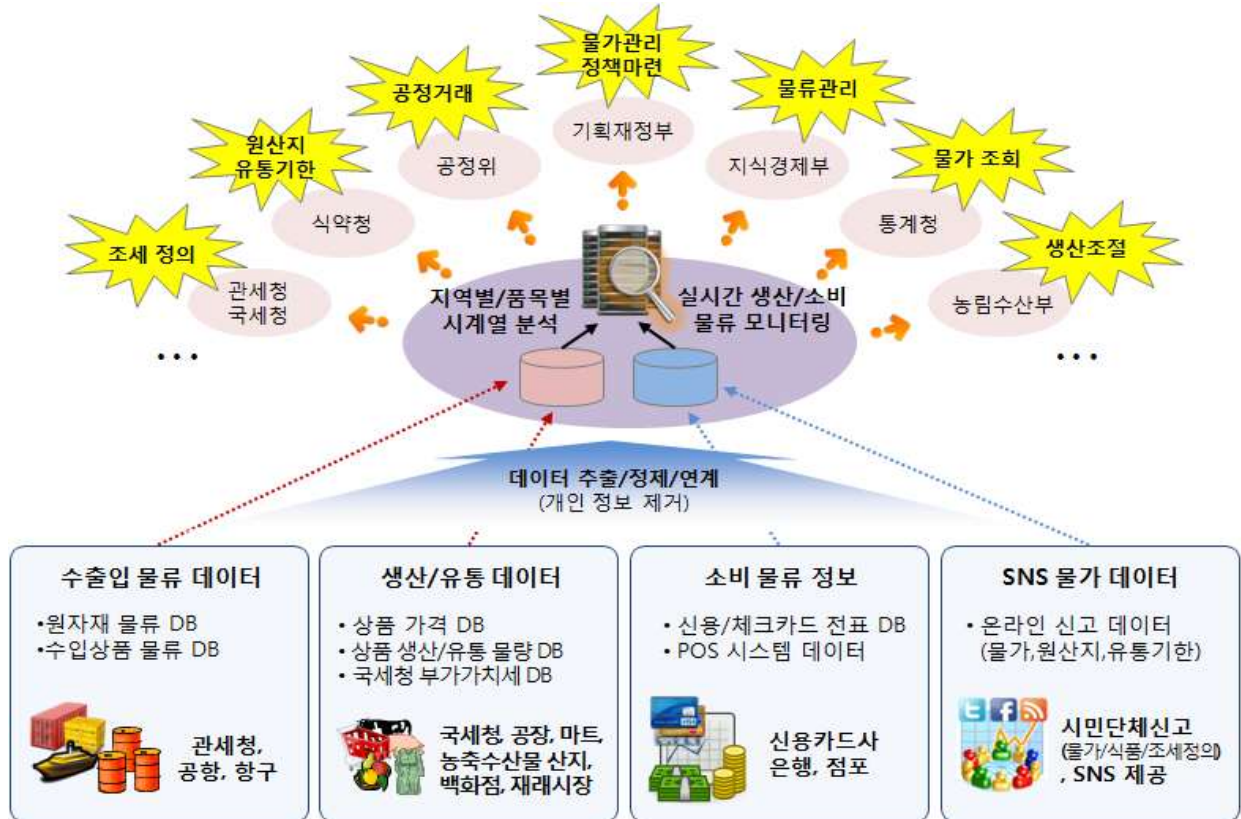 물가관리
정책마련
공정거래
물류관리
기획재정부
원산지
유통기한
공정위
지식경제부
물가 조회
식약청
통계청
조세 정의
생산조절
관세청
국세청
지역별/품목별
시계열 분석
실시간 생산/소비
물류 모니터링
농림수산부
...
...
데이터 추출/정제/연계
(개인 정보 제거)
수출입 물류 데이터
•원자재 물류 DB
•수입상품 물류 DB
관세청,
공항, 항구
생산/유통 데이터
• 상품 가격 DB
• 상품 생산/유통 물량 DB
• 국세청 부가가치세 DB
국세청, 공장, 마트,
농축수산물 산지,
백화점, 재래시장
소비 물류 정보
• 신용/체크카드 전표 DB
• POS 시스템 데이터
VISA
신용카드사
은행, 점포
SNS 물가 데이터
• 온라인 신고 데이터
(물가,원산지,유통기한)
시민단체신고
(물가/식품/조세정의)
, SNS 제공